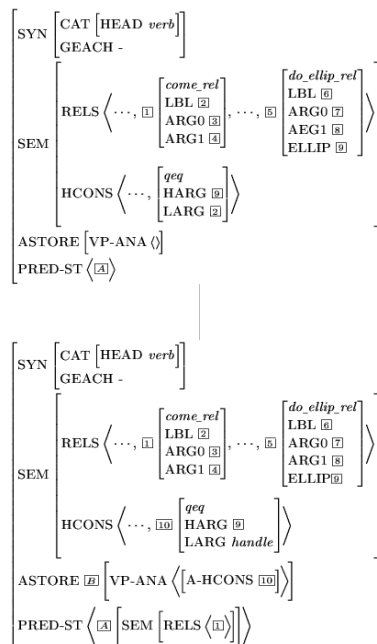 SYN [CAT [HEAD verb]
GEACH - ]
SEM
RELS ⟨ ⋯, 1 [come_rel
LBL 2
ARG0 3
ARG1 4 ], ⋯, 5 [do_ellip_rel
LBL 6
ARG0 7
AEG1 8
ELLIP 9 ] ⟩
HCONS ⟨ ⋯, [qeq
HARG 9
LARG 2 ] ⟩
ASTORE [VP-ANA ⟨⟩]
PRED-ST ⟨ A ⟩
SYN [CAT [HEAD verb]
GEACH - ]
SEM
RELS ⟨ ⋯, 1 [come_rel
LBL 2
ARG0 3
ARG1 4 ], ⋯, 5 [do_ellip_rel
LBL 6
ARG0 7
ARG1 8
ELLIP 9 ] ⟩
HCONS ⟨ ⋯, 10 [qeq
HARG 9
LARG handle ] ⟩
ASTORE B [VP-ANA ⟨ [A-HCONS 10] ⟩]
PRED-ST ⟨ A [SEM [RELS ⟨ 1 ⟩]] ⟩